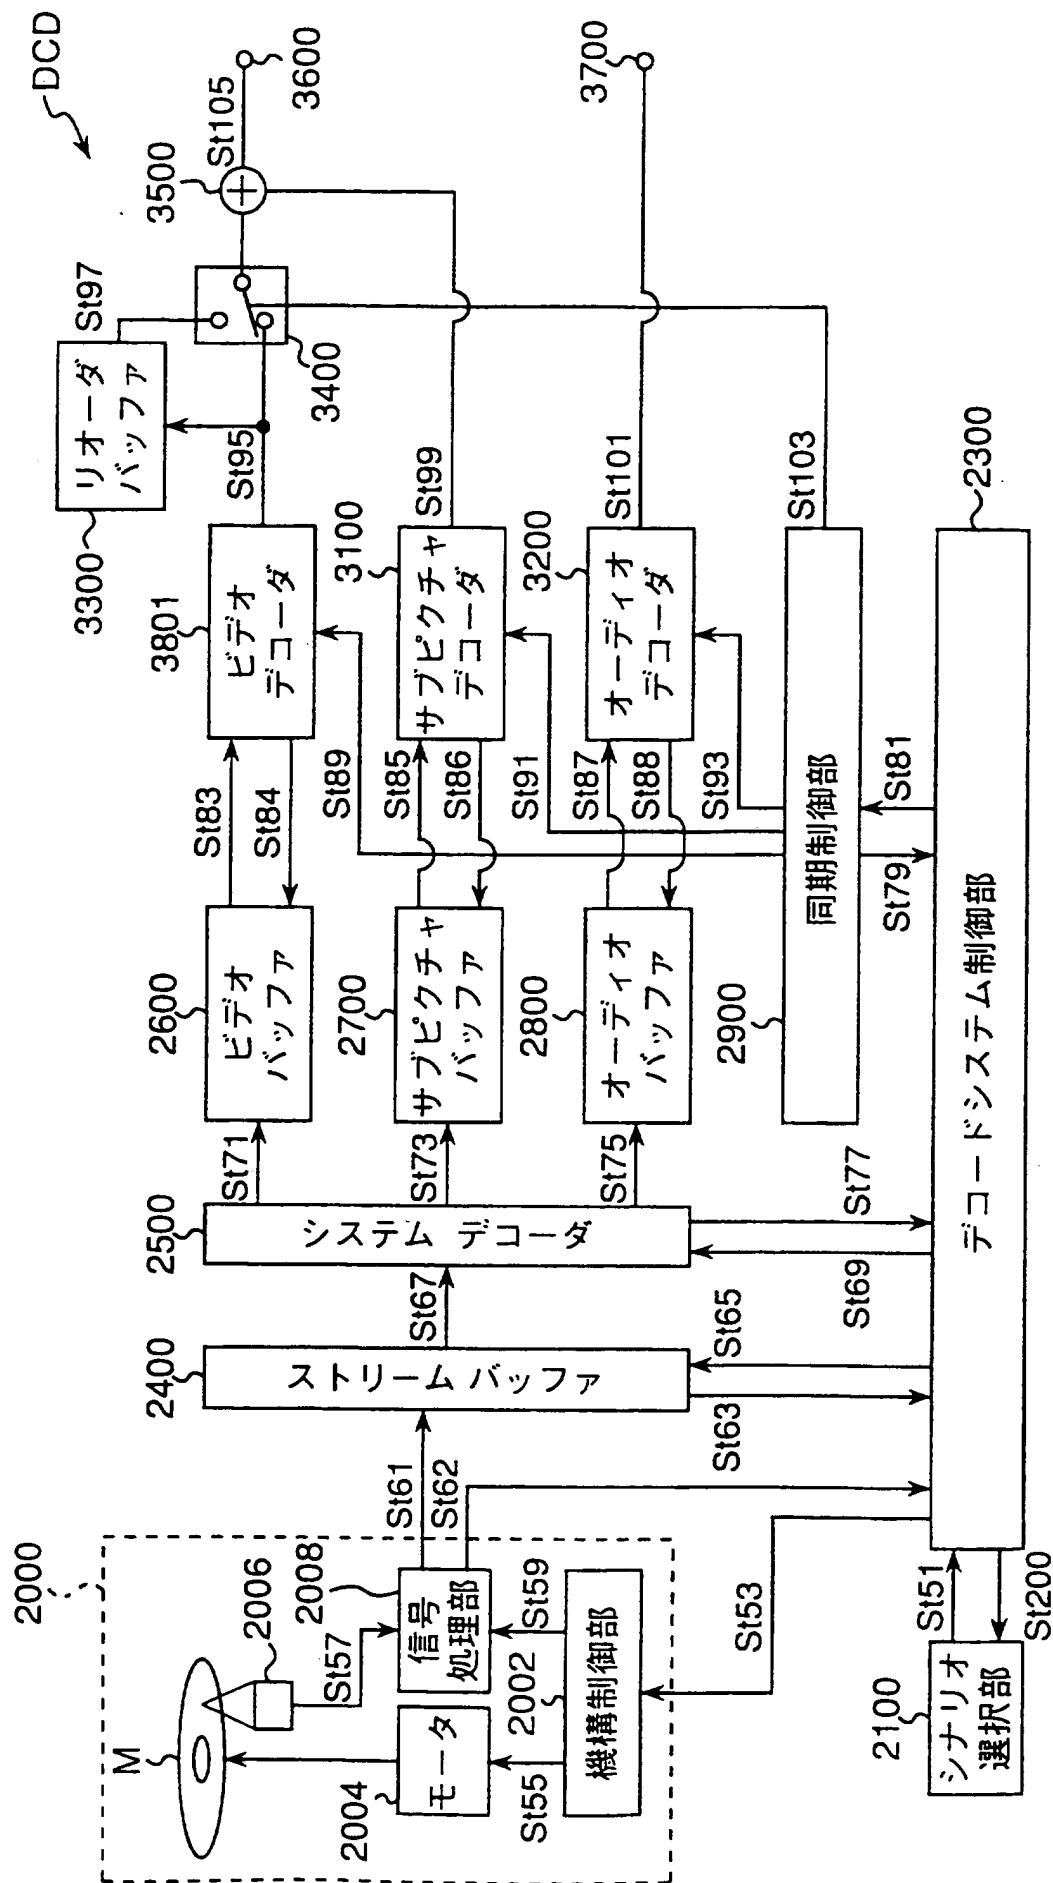 DCD
2000
M
2006
St57
2008
信号
処理部
モータ
2004
2002
St59
St55
機構制御部
St61
St62
St53
2100
シナリオ
選択部
St51
St200
2400
ストリーム バッファ
St63
St65
St67
2500
システム デコーダ
St69
St77
St71
St73
St75
2600
ビデオ
バッファ
2700
サブピクチャ
バッファ
2800
オーディオ
バッファ
2900
同期制御部
St79
St81
2300
デコードシステム制御部
St83
St84
St89
St85
St86
St91
St87
St88
St93
3801
ビデオ
デコーダ
3100
サブピクチャ
デコーダ
3200
オーディオ
デコーダ
3300
リオーダ
バッファ
St95
St97
St99
St101
St103
3400
3500
St105
3600
3700